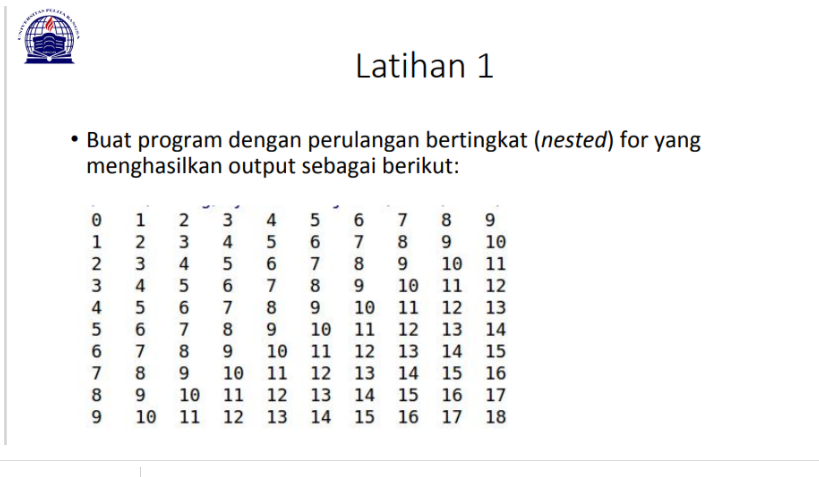 UNIVERSITAS PELITA BANGSA
Latihan 1
• Buat program dengan perulangan bertingkat (nested) for yang
menghasilkan output sebagai berikut:
0 1 2 3 4 5 6 7 8 9
1 2 3 4 5 6 7 8 9 10
2 3 4 5 6 7 8 9 10 11
3 4 5 6 7 8 9 10 11 12
4 5 6 7 8 9 10 11 12 13
5 6 7 8 9 10 11 12 13 14
6 7 8 9 10 11 12 13 14 15
7 8 9 10 11 12 13 14 15 16
8 9 10 11 12 13 14 15 16 17
9 10 11 12 13 14 15 16 17 18